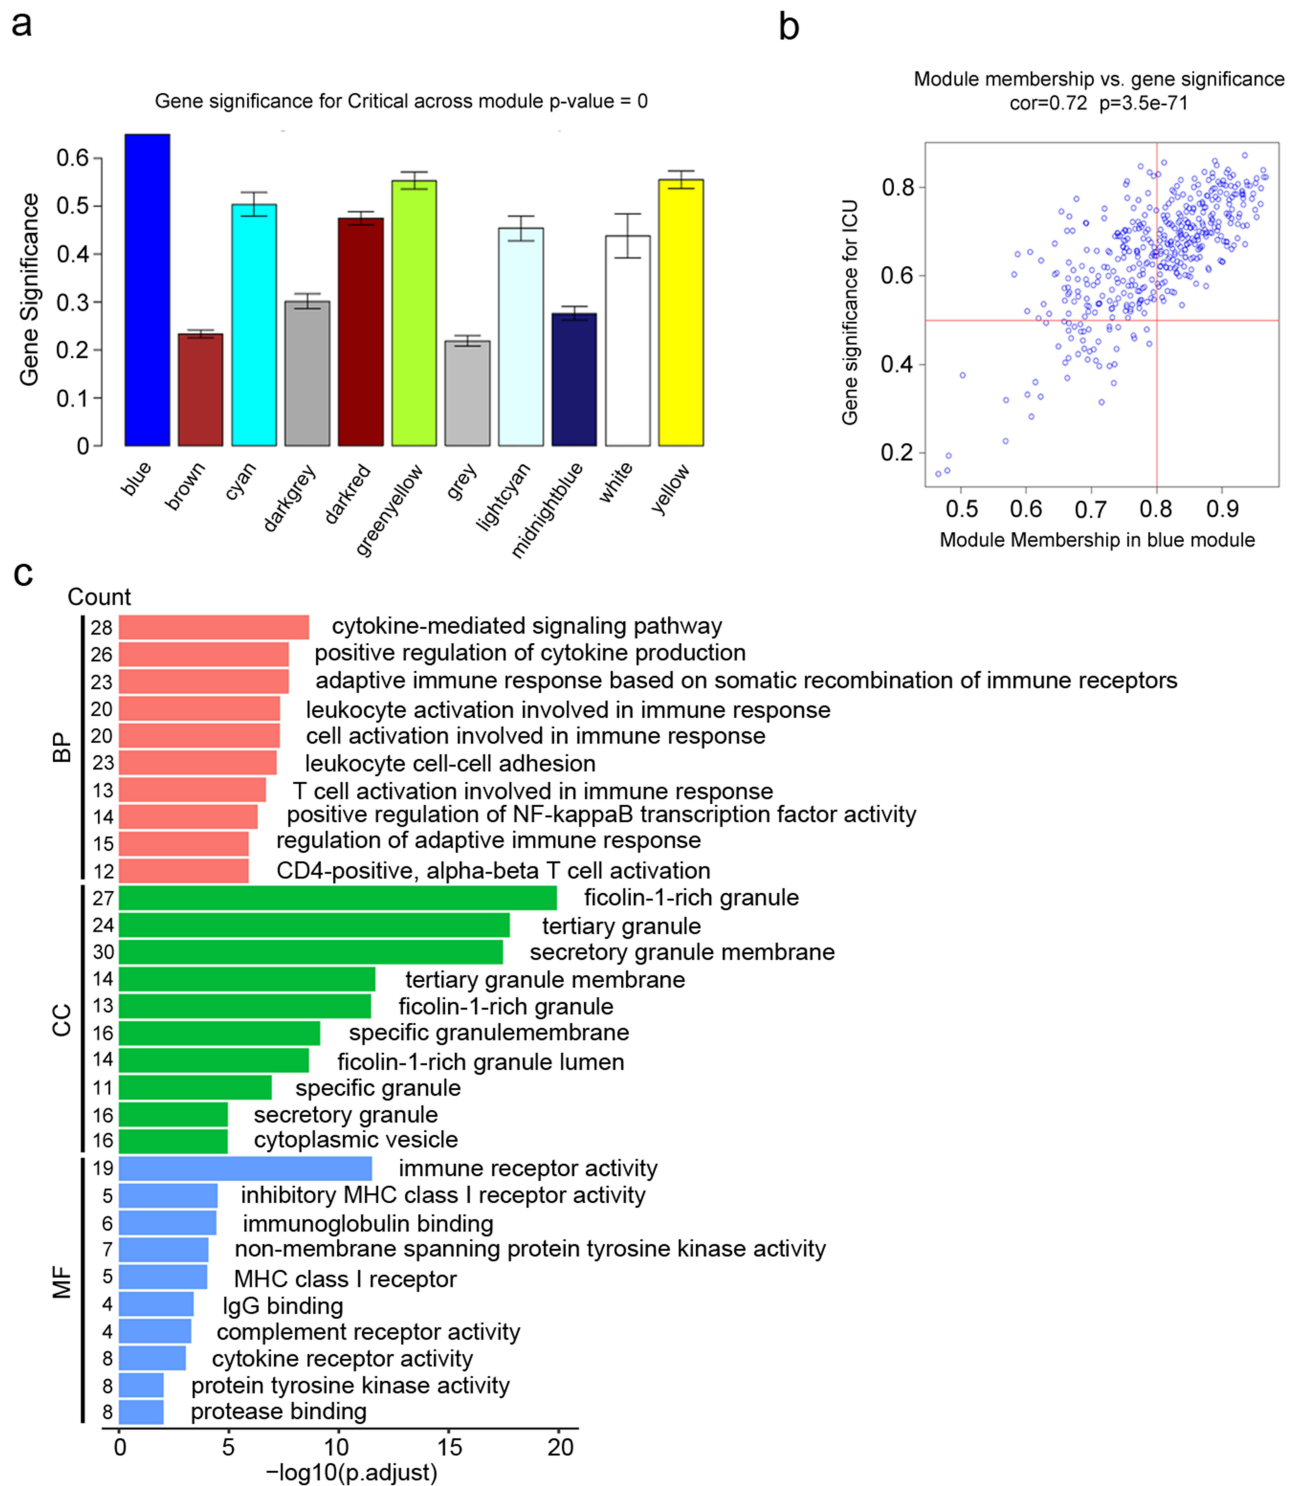 a
Gene significance for Critical across module p-value = 0
Gene Significance
0.6
0.5
0.4
0.3
0.2
0.1
0
blue
brown
cyan
darkgrey
darkred
greenyellow
grey
lightcyan
midnightblue
white
yellow
b
Module membership vs. gene significance
cor=0.72 p=3.5e-71
Gene significance for ICU
0.8
0.6
0.4
0.2
0.5 0.6 0.7 0.8 0.9
Module Membership in blue module
c
Count
BP
28 cytokine-mediated signaling pathway
26 positive regulation of cytokine production
23 adaptive immune response based on somatic recombination of immune receptors
20 leukocyte activation involved in immune response
20 cell activation involved in immune response
23 leukocyte cell-cell adhesion
13 T cell activation involved in immune response
14 positive regulation of NF-kappaB transcription factor activity
15 regulation of adaptive immune response
12 CD4-positive, alpha-beta T cell activation
CC
27 ficolin-1-rich granule
24 tertiary granule
30 secretory granule membrane
14 tertiary granule membrane
13 ficolin-1-rich granule
16 specific granulemembrane
14 ficolin-1-rich granule lumen
11 specific granule
16 secretory granule
16 cytoplasmic vesicle
MF
19 immune receptor activity
5 inhibitory MHC class I receptor activity
6 immunoglobulin binding
7 non-membrane spanning protein tyrosine kinase activity
5 MHC class I receptor
4 IgG binding
4 complement receptor activity
8 cytokine receptor activity
8 protein tyrosine kinase activity
8 protease binding
0 5 10 15 20
−log10(p.adjust)